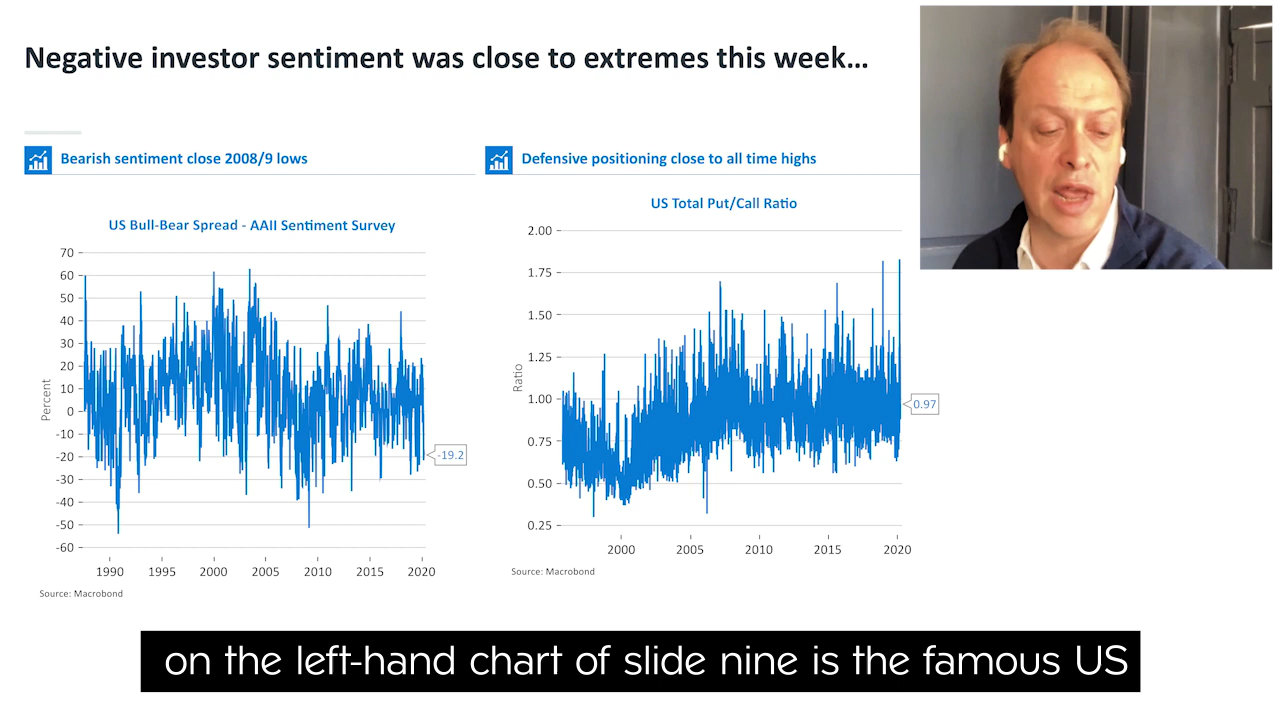 Negative investor sentiment was close to extremes this week...
Bearish sentiment close 2008/9 lows
US Bull-Bear Spread - AAII Sentiment Survey
70
60
50
40
30
20
10
0
-10
-20
-30
-40
-50
-60
Percent
-19.2
1990 1995 2000 2005 2010 2015 2020
Source: Macrobond
Defensive positioning close to all time highs
US Total Put/Call Ratio
2.00
1.75
1.50
1.25
1.00
0.75
0.50
0.25
Ratio
0.97
2000 2005 2010 2015 2020
Source: Macrobond
on the left-hand chart of slide nine is the famous US